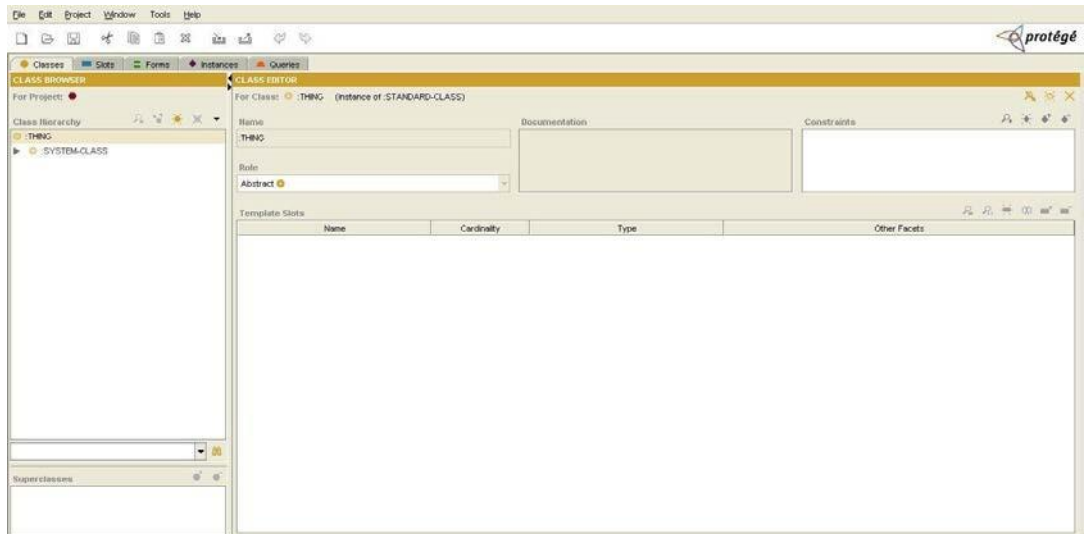 File Edit Project Window Tools Help
protégé
Classes Slots Forms Instances Queries
CLASS BROWSER
CLASS EDITOR
For Project:
For Class: :THING (instance of :STANDARD-CLASS)
Class Hierarchy
Name
Documentation
Constraints
:THING
:THING
:SYSTEM-CLASS
Role
Abstract
Template Slots
Name Cardinality Type Other Facets
Superclasses